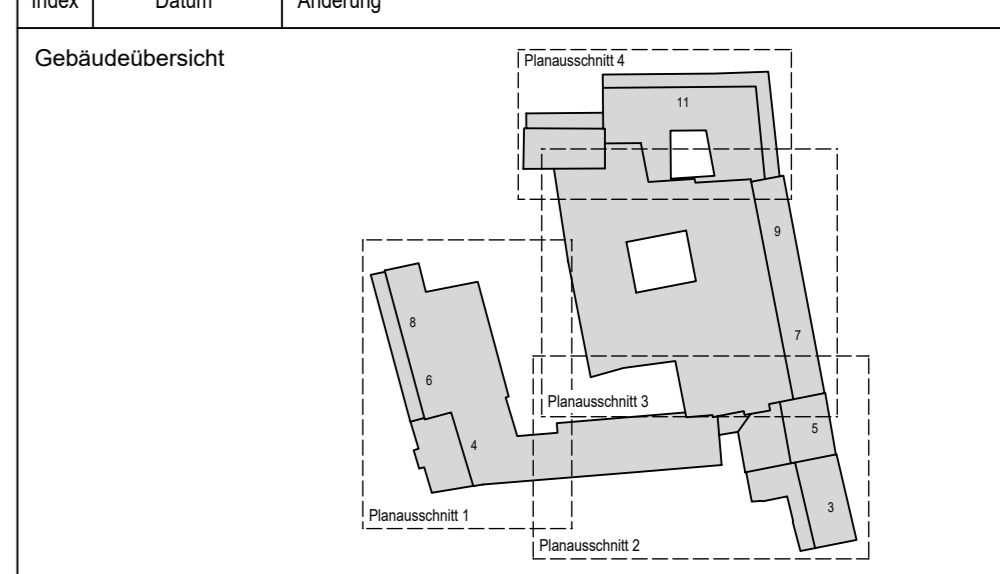 Index Datum Änderung
Gebäudeübersicht
Planausschnitt 4
11
9
8
7
6
Planausschnitt 3
5
4
3
Planausschnitt 1
Planausschnitt 2